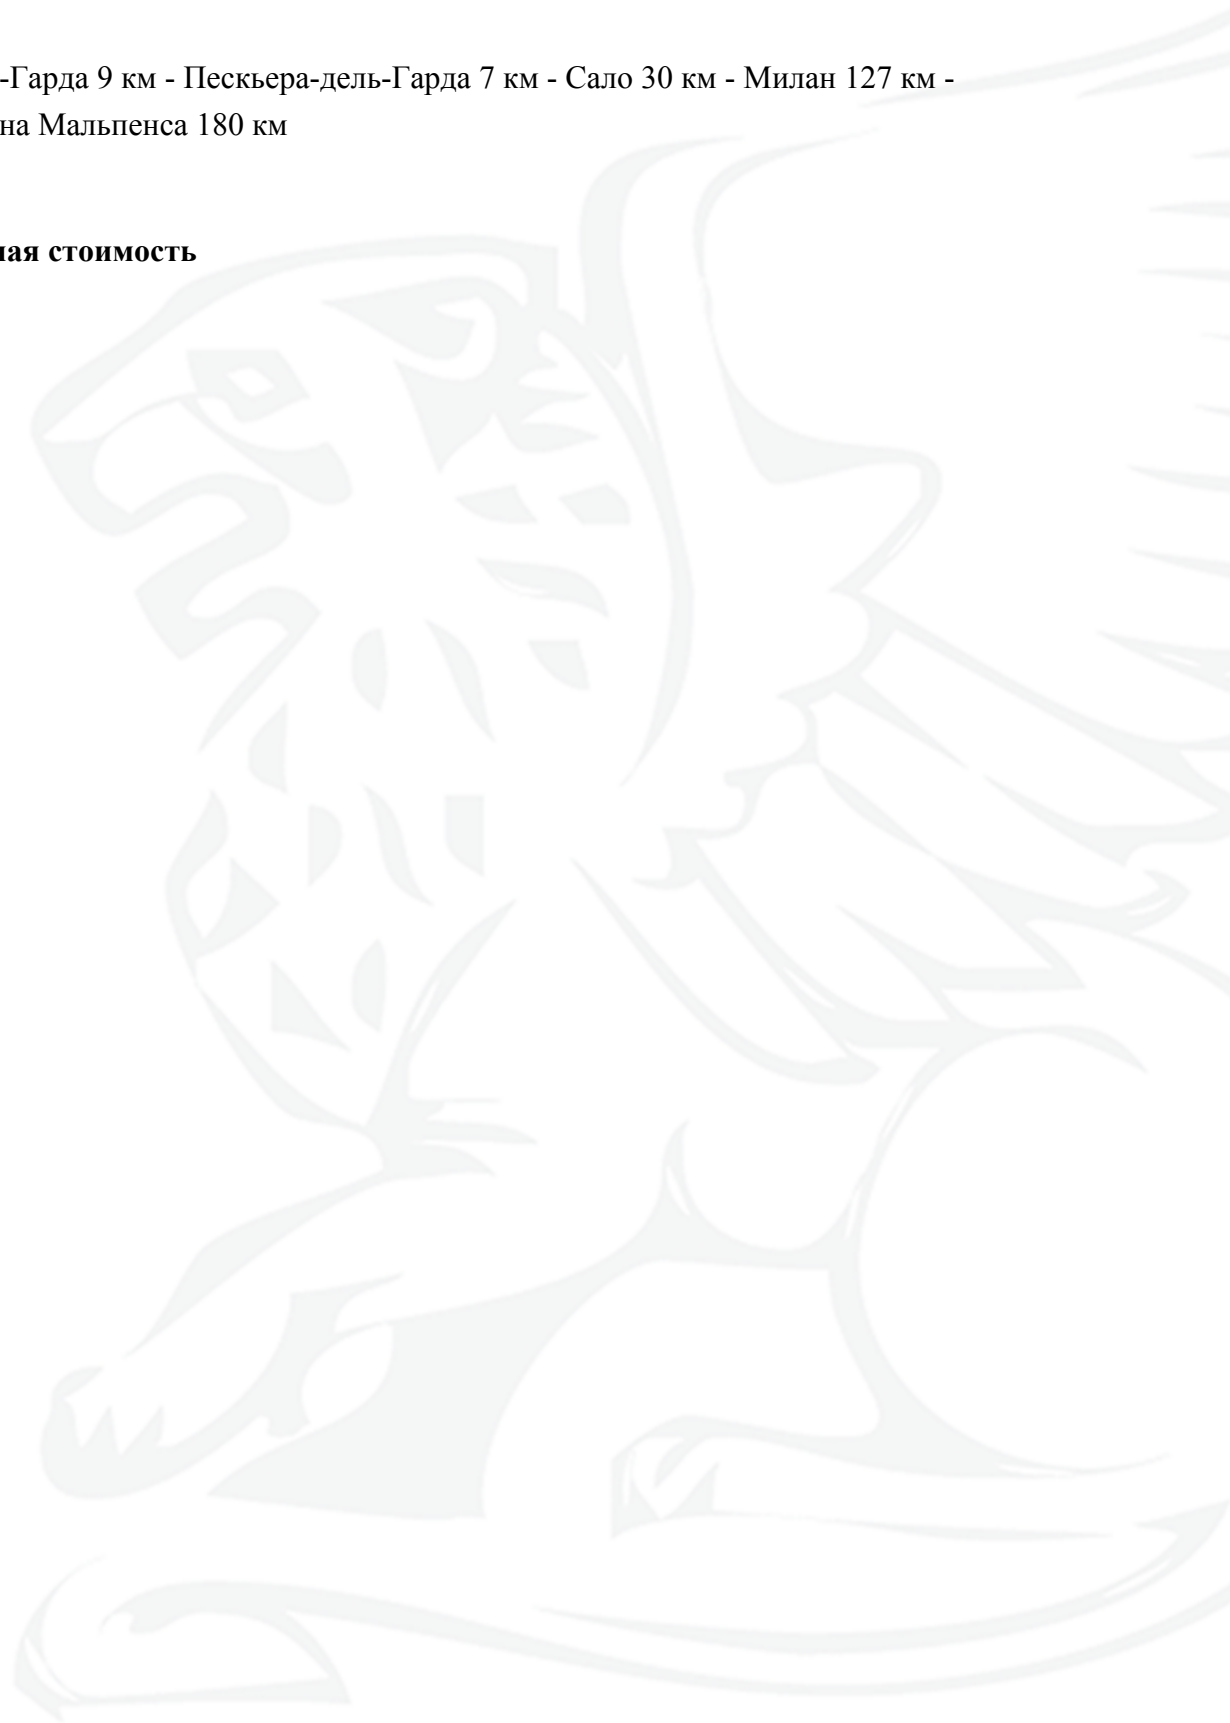 -Гарда 9 км - Пескьера-дель-Гарда 7 км - Сало 30 км - Милан 127 км -
на Мальпенса 180 км
ная стоимость